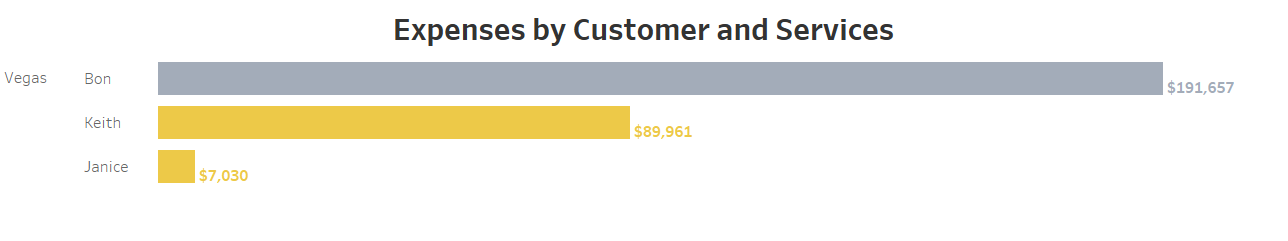 Expenses by Customer and Services
Vegas Bon $191,657
Keith $89,961
Janice $7,030